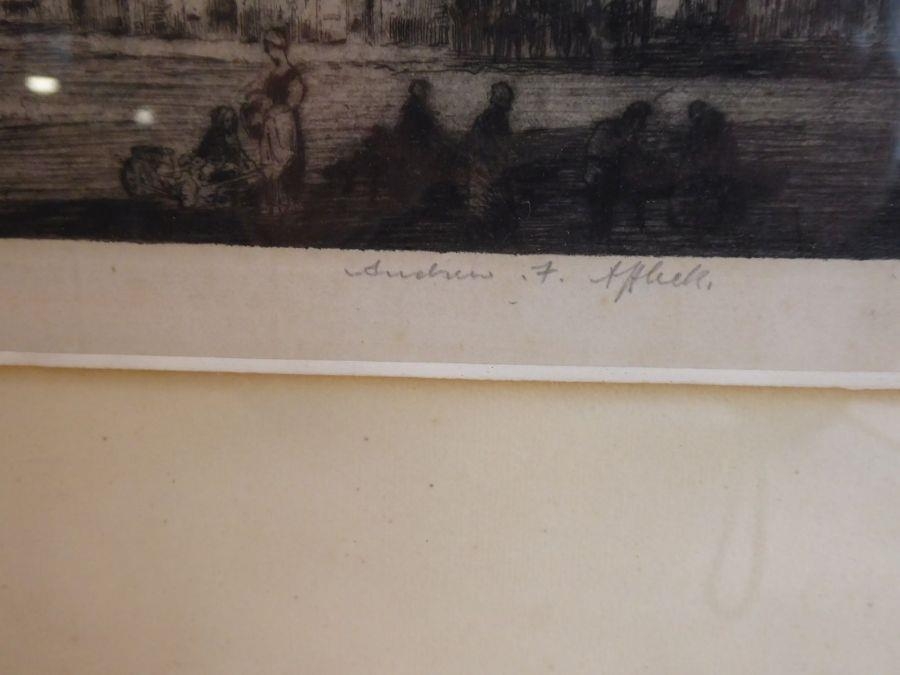 Andrew . F. Affleck.